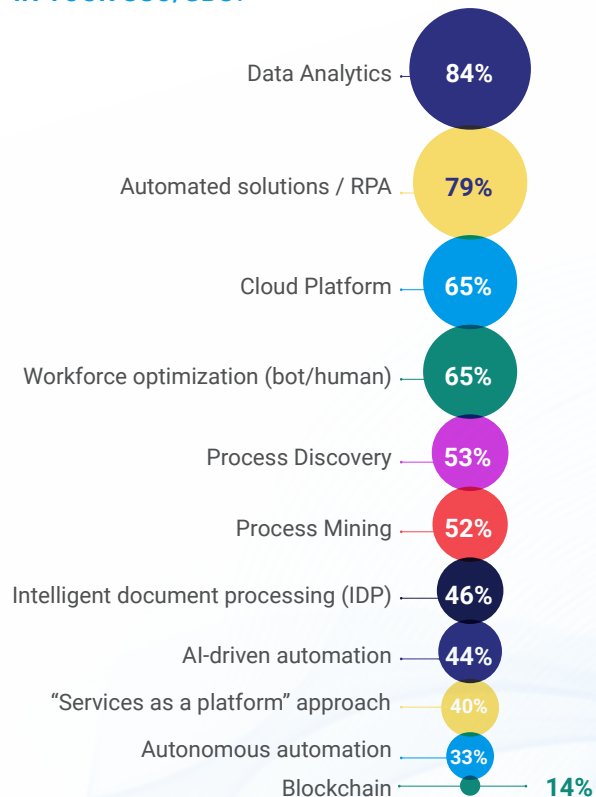 Data Analytics 84%
Automated solutions / RPA 79%
Cloud Platform 65%
Workforce optimization (bot/human) 65%
Process Discovery 53%
Process Mining 52%
Intelligent document processing (IDP) 46%
AI-driven automation 44%
“Services as a platform” approach 40%
Autonomous automation 33%
Blockchain 14%